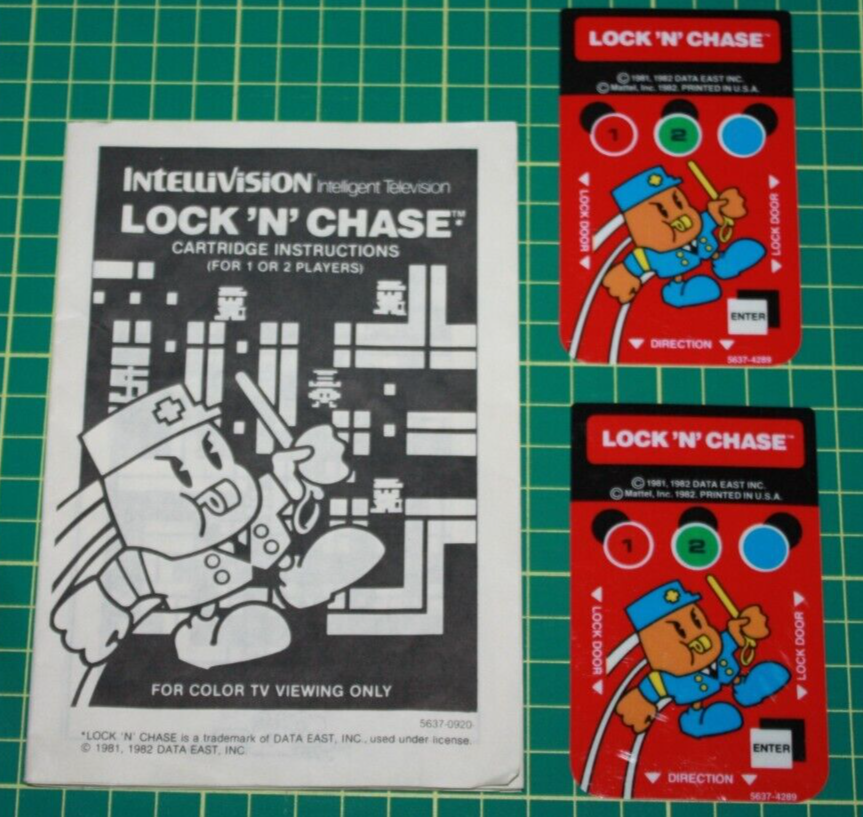 INTELLIVISION Intelligent Television
LOCK 'N' CHASE™*
CARTRIDGE INSTRUCTIONS
(FOR 1 OR 2 PLAYERS)
FOR COLOR TV VIEWING ONLY
5637-0920
*LOCK 'N' CHASE is a trademark of DATA EAST, INC., used under license.
© 1981, 1982 DATA EAST, INC.
LOCK 'N' CHASE™
© 1981, 1982 DATA EAST INC.
© Mattel, Inc. 1982. PRINTED IN U.S.A.
1 2
LOCK DOOR
LOCK DOOR
ENTER
DIRECTION
5637-4289
LOCK 'N' CHASE™
© 1981, 1982 DATA EAST INC.
© Mattel, Inc. 1982. PRINTED IN U.S.A.
1 2
LOCK DOOR
LOCK DOOR
ENTER
DIRECTION
5637-4289